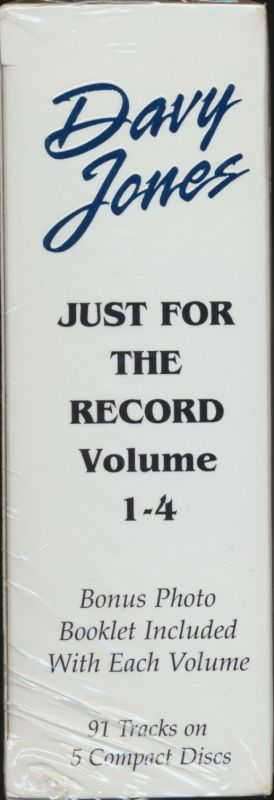 Davy
Jones
JUST FOR
THE
RECORD
Volume
1-4
Bonus Photo
Booklet Included
With Each Volume
91 Tracks on
5 Compact Discs